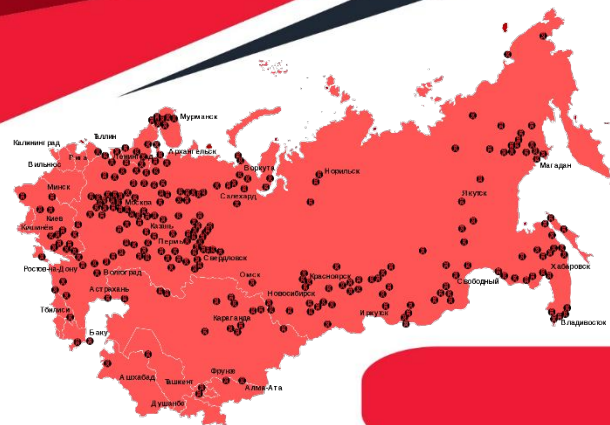 Мурманск
Таллин
Калининград
Рига
Ленинград
Архангельск
Вильнюс
Воркута
Норильск
Магадан
Минск
Салехард
Якутск
Москва
Киев
Казань
Кишинёв
Пермь
Свердловск
Хабаровск
Ростов-на-Дону
Волгоград
Омск
Красноярск
Свободный
Астрахань
Новосибирск
Иркутск
Владивосток
Тбилиси
Караганда
Баку
Фрунзе
Ашхабад
Ташкент
Алма-Ата
Душанбе